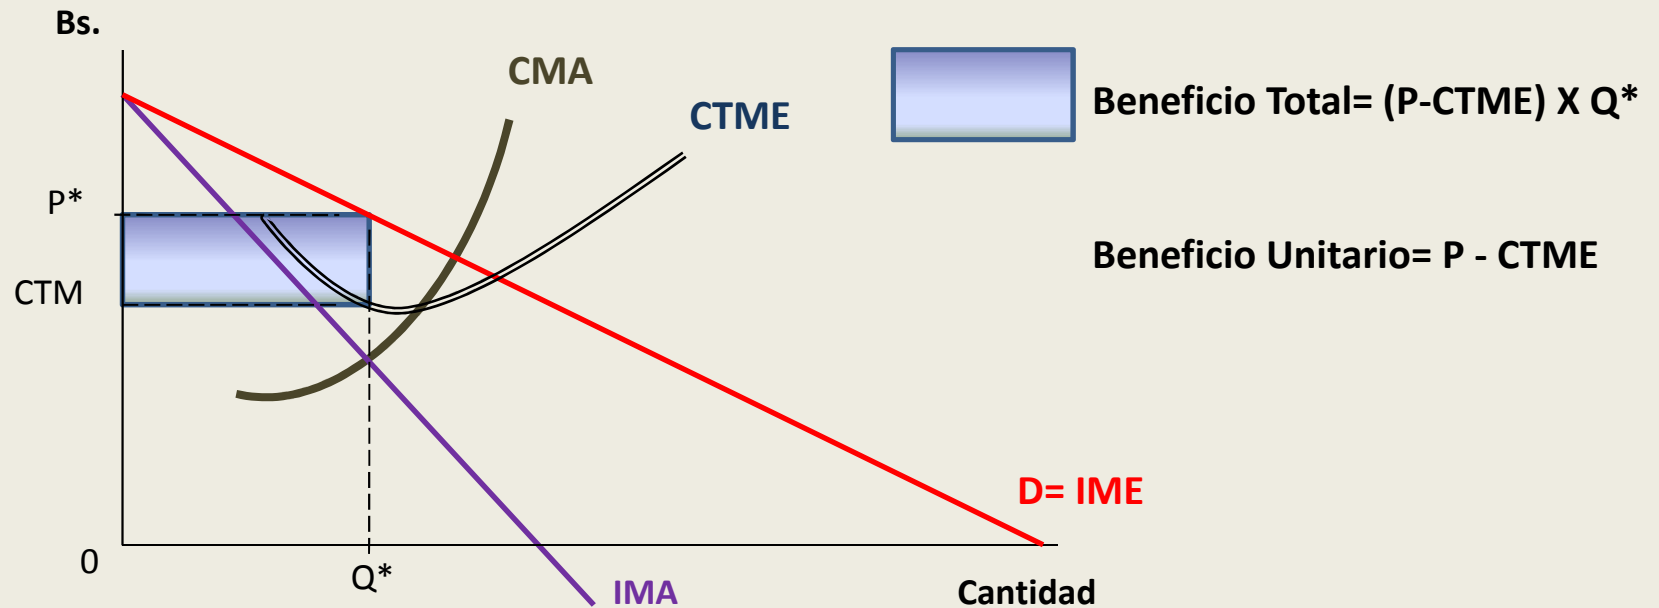 Bs.
CMA
CTME
Beneficio Total= (P-CTME) X Q*
P*
Beneficio Unitario= P - CTME
CTM
D= IME
0
Q*
IMA
Cantidad